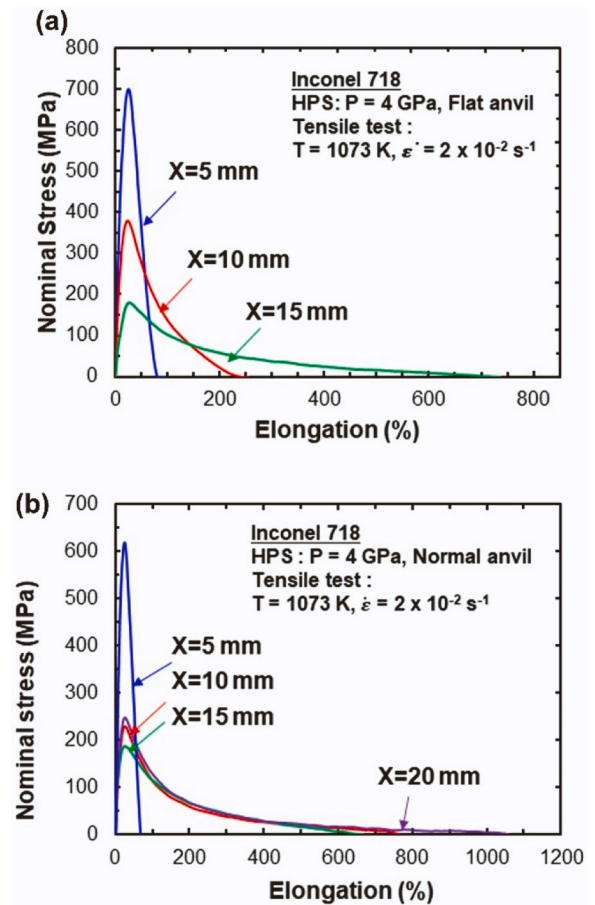 (a)
800
700
600
500
400
300
200
100
0
Nominal Stress (MPa)
Inconel 718
HPS: P = 4 GPa, Flat anvil
Tensile test :
T = 1073 K, ε˙ = 2 x 10⁻² s⁻¹
X=5 mm
X=10 mm
X=15 mm
0 200 400 600 800
Elongation (%)
(b)
700
600
500
400
300
200
100
0
Nominal stress (MPa)
Inconel 718
HPS : P = 4 GPa, Normal anvil
Tensile test :
T = 1073 K, ε̇ = 2 x 10⁻² s⁻¹
X=5 mm
X=10 mm
X=15 mm
X=20 mm
0 200 400 600 800 1000 1200
Elongation (%)